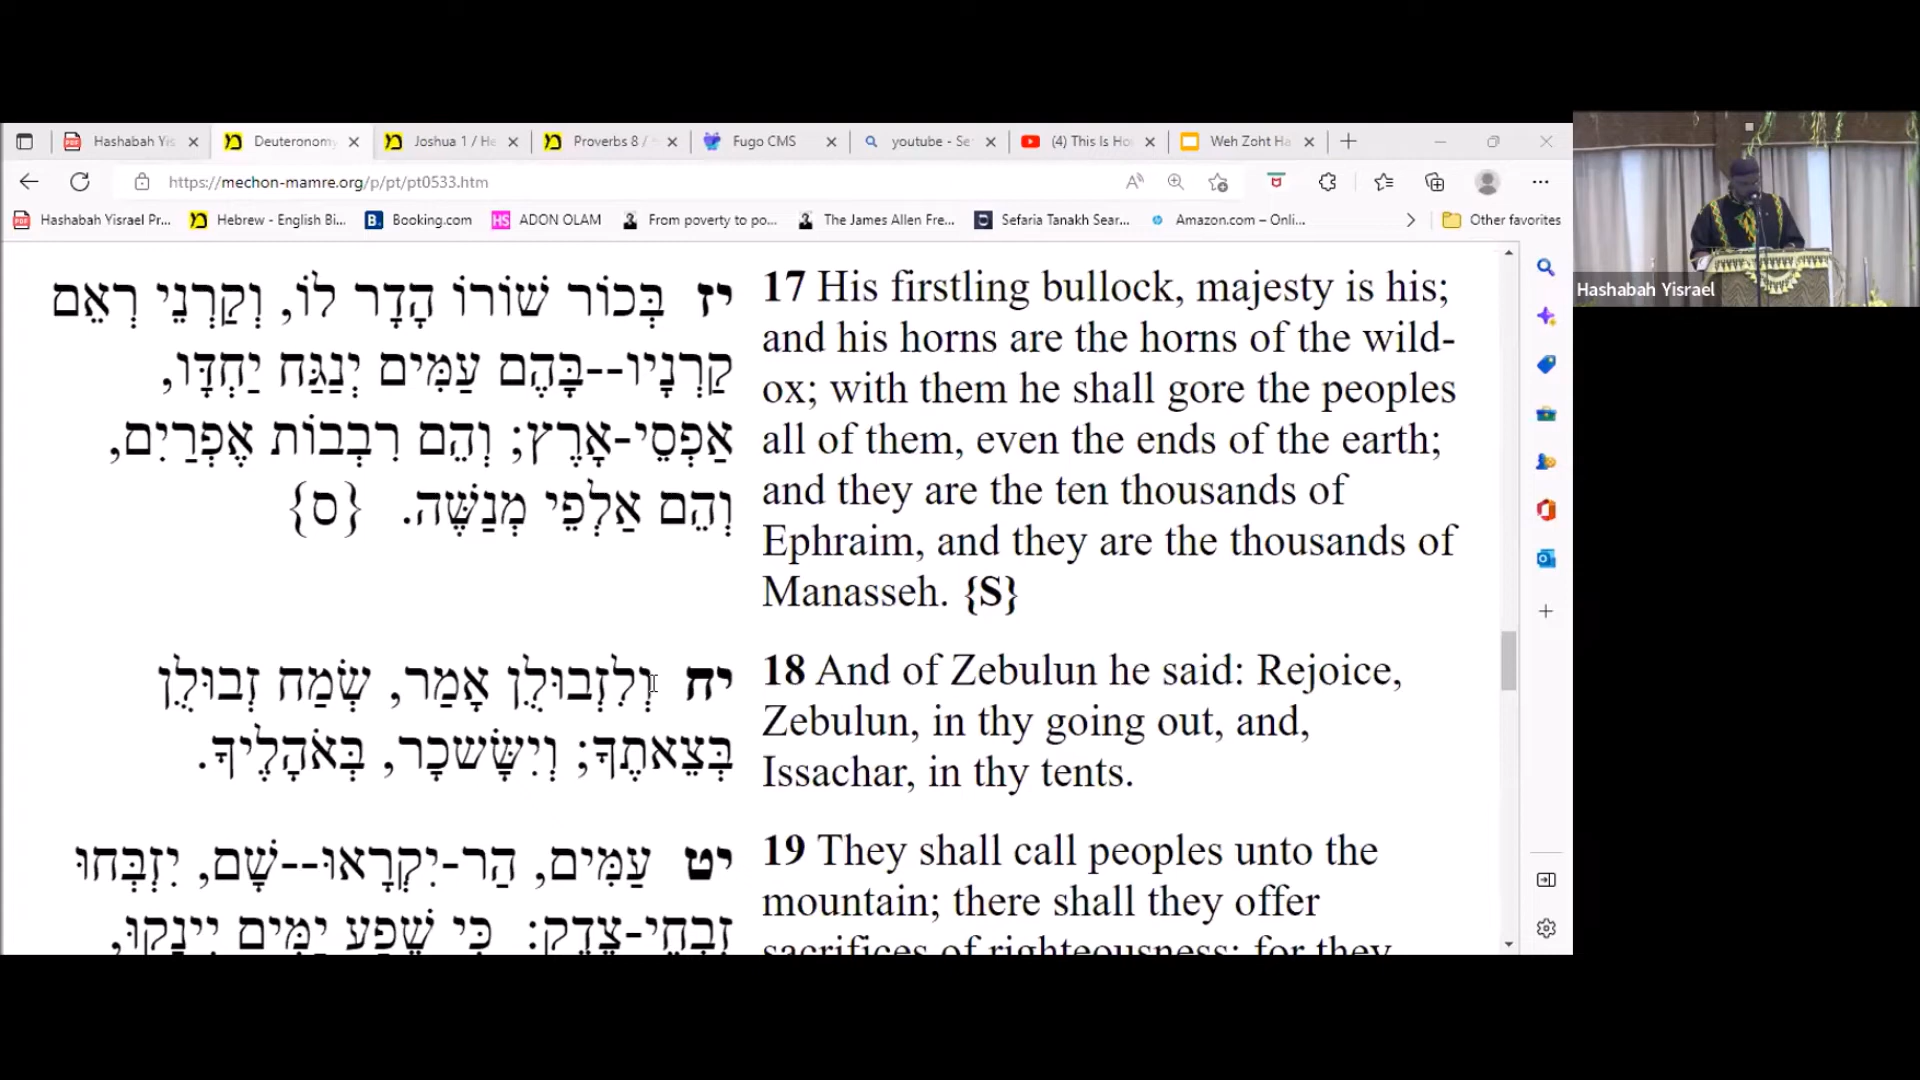 Hashabah Yis
Deuteronomy
Joshua 1 / He
Proverbs 8 /
Fugo CMS
youtube - Se
(4) This Is Ho
Weh Zoht Ha
https://mechon-mamre.org/p/pt/pt0533.htm
Hashabah Yisrael Pr...
Hebrew - English Bi...
Booking.com
ADON OLAM
From poverty to po...
The James Allen Fre...
Sefaria Tanakh Sear...
Amazon.com – Onli...
Other favorites
יז בְּכוֹר שׁוֹרוֹ הָדָר לוֹ, וְקַרְנֵי רְאֵם
קַרְנָיו--בָּהֶם עַמִּים יְנַגַּח יַחְדָּו,
אַפְסֵי-אָרֶץ; וְהֵם רִבְבוֹת אֶפְרַיִם,
וְהֵם אַלְפֵי מְנַשֶּׁה. {ס}
17 His firstling bullock, majesty is his;
and his horns are the horns of the wild-
ox; with them he shall gore the peoples
all of them, even the ends of the earth;
and they are the ten thousands of
Ephraim, and they are the thousands of
Manasseh. {S}
יח וְלִזְבוּלֻן אָמַר, שְׂמַח זְבוּלֻן
בְּצֵאתֶךָ; וְיִשָּׂשכָר, בְּאֹהָלֶיךָ.
18 And of Zebulun he said: Rejoice,
Zebulun, in thy going out, and,
Issachar, in thy tents.
יט עַמִּים, הַר-יִקְרָאוּ--שָׁם, יִזְבְּחוּ
זִבְחֵי-צֶדֶק: כִּי שֶׁפַע יַמִּים יִינָקוּ,
19 They shall call peoples unto the
mountain; there shall they offer
sacrifices of righteousness; for they
Hashabah Yisrael